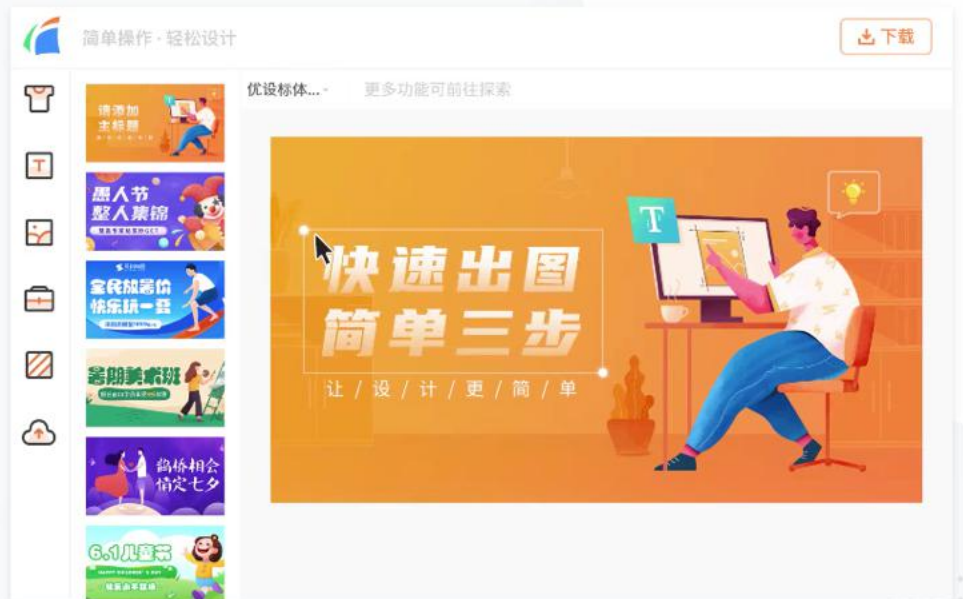 简单操作 · 轻松设计
下载
优设标体...
更多功能可前往探索
T
请添加
主标题
愚人节
整人集锦
全民放暑价
快乐玩一夏
暑期美术班
鹊桥相会
情定七夕
6.1儿童节
HAPPY CHILDREN'S DAY
T
快速出图
简单三步
让 / 设 / 计 / 更 / 简 / 单